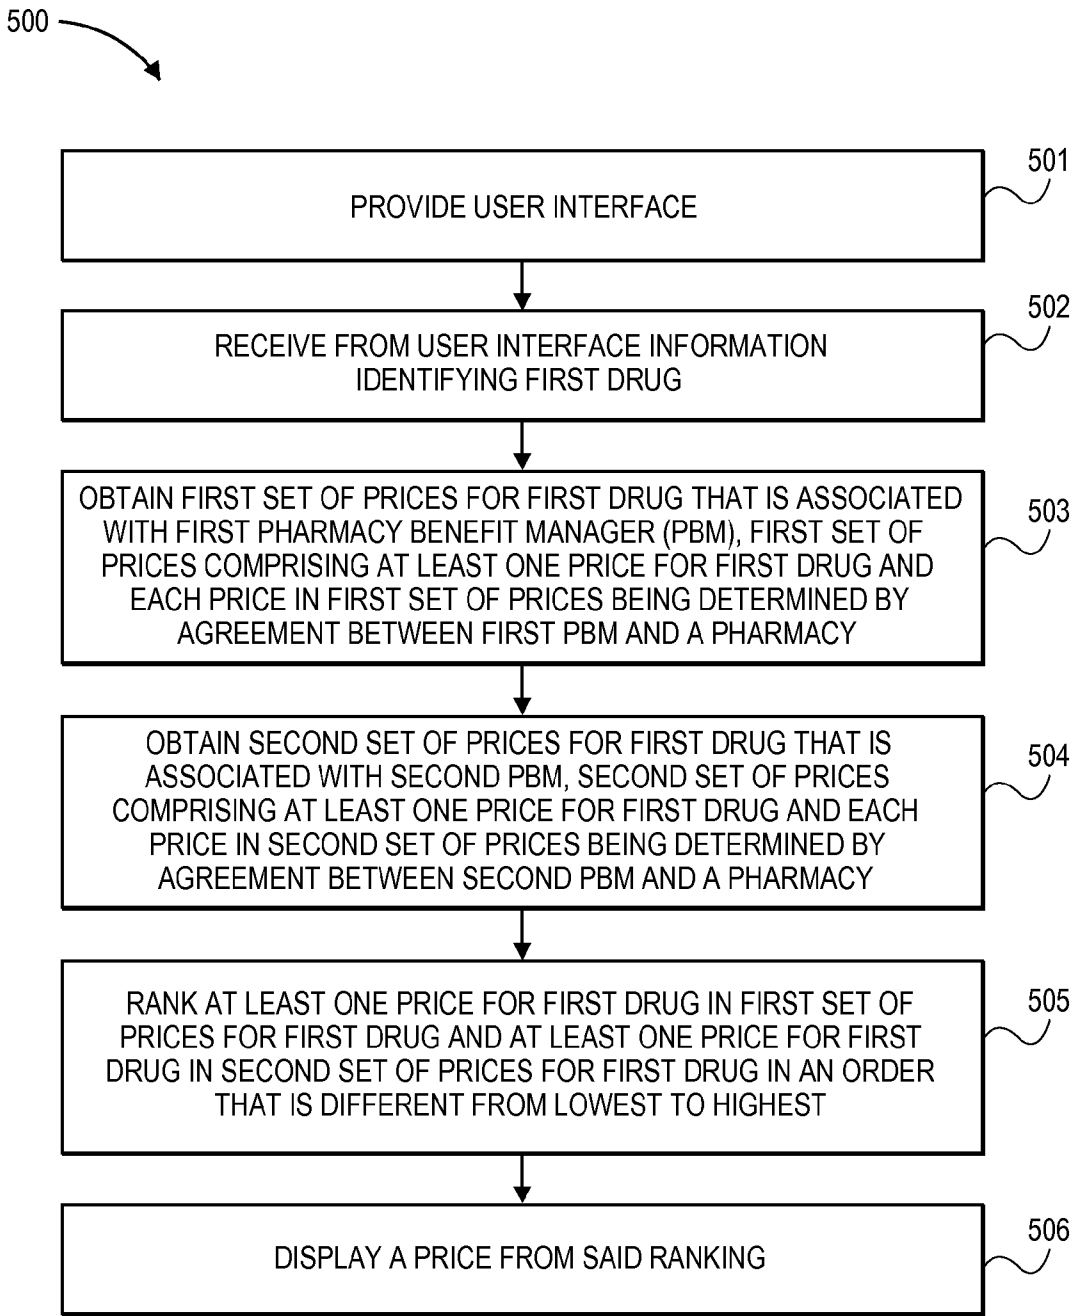 500
501
PROVIDE USER INTERFACE
502
RECEIVE FROM USER INTERFACE INFORMATION
IDENTIFYING FIRST DRUG
503
OBTAIN FIRST SET OF PRICES FOR FIRST DRUG THAT IS ASSOCIATED
WITH FIRST PHARMACY BENEFIT MANAGER (PBM), FIRST SET OF
PRICES COMPRISING AT LEAST ONE PRICE FOR FIRST DRUG AND
EACH PRICE IN FIRST SET OF PRICES BEING DETERMINED BY
AGREEMENT BETWEEN FIRST PBM AND A PHARMACY
504
OBTAIN SECOND SET OF PRICES FOR FIRST DRUG THAT IS
ASSOCIATED WITH SECOND PBM, SECOND SET OF PRICES
COMPRISING AT LEAST ONE PRICE FOR FIRST DRUG AND EACH
PRICE IN SECOND SET OF PRICES BEING DETERMINED BY
AGREEMENT BETWEEN SECOND PBM AND A PHARMACY
505
RANK AT LEAST ONE PRICE FOR FIRST DRUG IN FIRST SET OF
PRICES FOR FIRST DRUG AND AT LEAST ONE PRICE FOR FIRST
DRUG IN SECOND SET OF PRICES FOR FIRST DRUG IN AN ORDER
THAT IS DIFFERENT FROM LOWEST TO HIGHEST
506
DISPLAY A PRICE FROM SAID RANKING